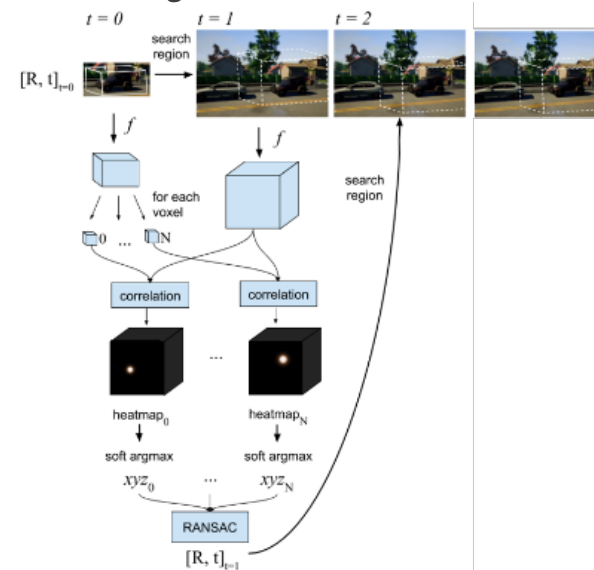 t = 0
t = 1
t = 2
search
region
[R, t]t=0
f
f
for each
voxel
search
region
0
...
N
correlation
correlation
...
heatmap0
heatmapN
soft argmax
soft argmax
xyz0
...
xyzN
RANSAC
[R, t]t=1